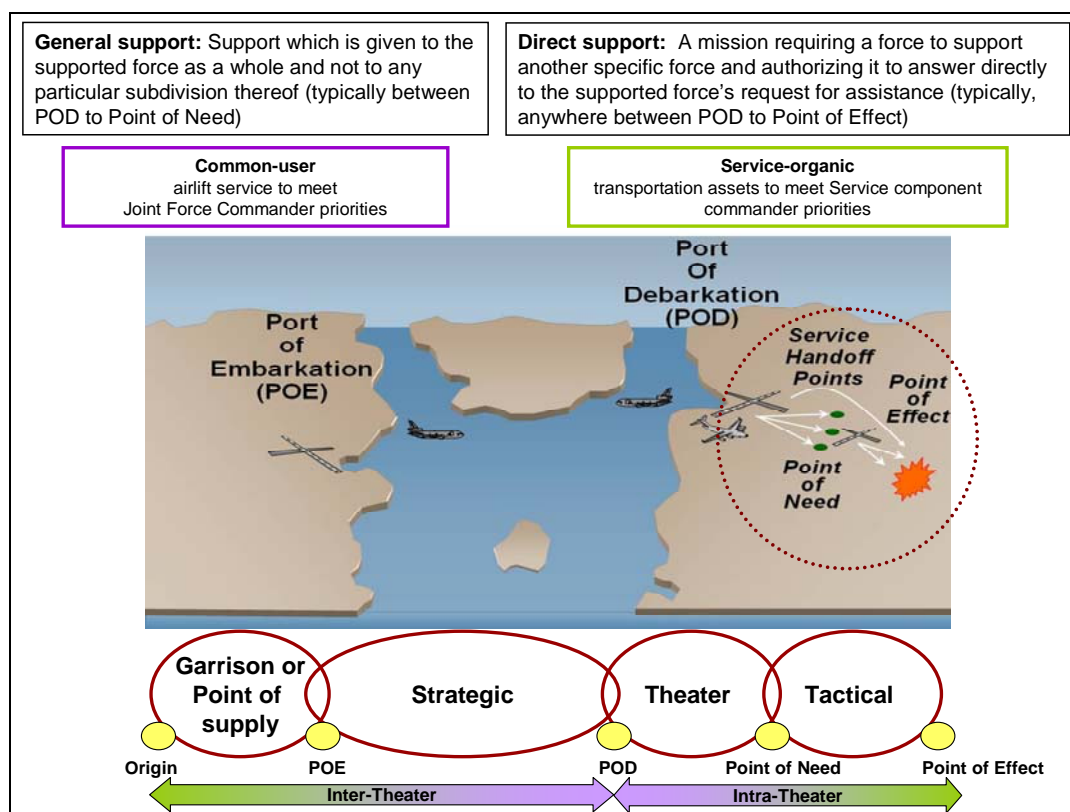 General support: Support which is given to the
supported force as a whole and not to any
particular subdivision thereof (typically between
POD to Point of Need)
Direct support: A mission requiring a force to support
another specific force and authorizing it to answer directly
to the supported force's request for assistance (typically,
anywhere between POD to Point of Effect)
Common-user
airlift service to meet
Joint Force Commander priorities
Service-organic
transportation assets to meet Service component
commander priorities
Port
of
Embarkation
(POE)
Port
Of
Debarkation
(POD)
Service
Handoff
Points
Point
of
Effect
Point
of
Need
Garrison or
Point of
supply
Strategic
Theater
Tactical
Origin
POE
POD
Point of Need
Point of Effect
Inter-Theater
Intra-Theater